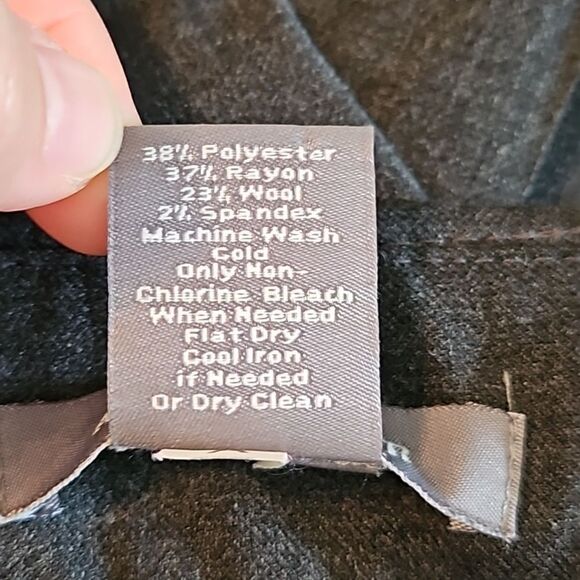 38% Polyester
37% Rayon
23% Wool
2% Spandex
Machine Wash
Cold
Only Non-
Chlorine Bleach
When Needed
Flat Dry
Cool Iron
if Needed
Or Dry Clean